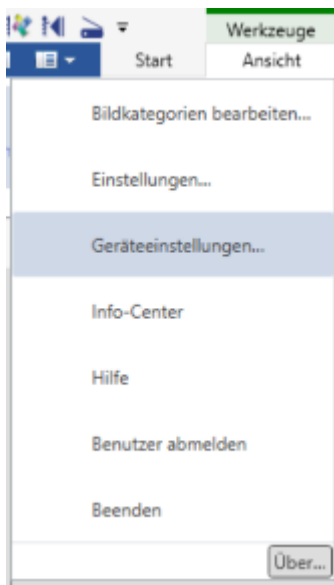 Werkzeuge
Start Ansicht
Bildkategorien bearbeiten...
Einstellungen...
Geräteeinstellungen...
Info-Center
Hilfe
Benutzer abmelden
Beenden
Über...